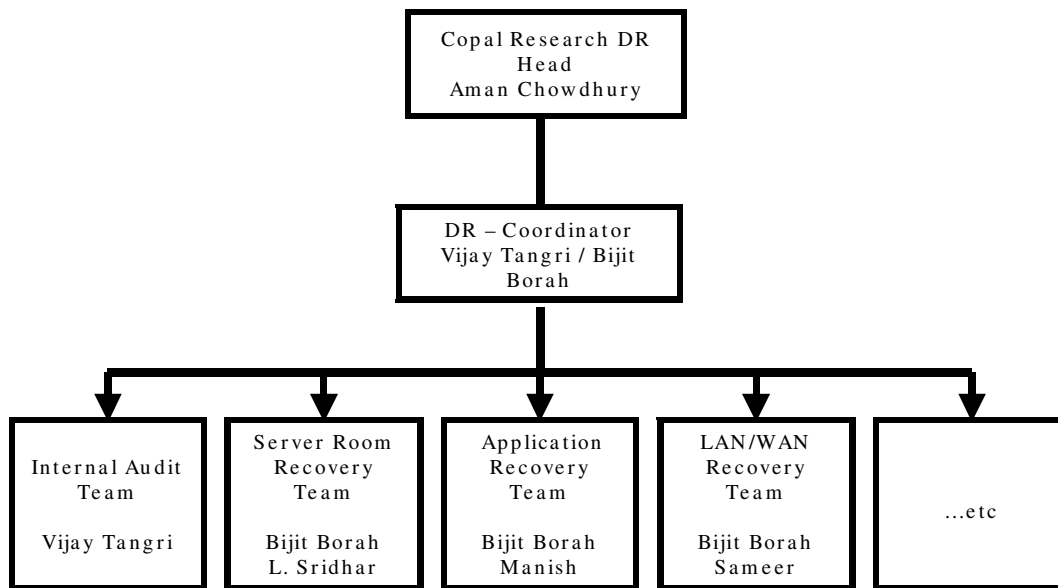 Copal Research DR
Head
Aman Chowdhury
DR – Coordinator
Vijay Tangri / Bijit
Borah
Internal Audit
Team
Vijay Tangri
Server Room
Recovery
Team
Bijit Borah
L. Sridhar
Application
Recovery
Team
Bijit Borah
Manish
LAN/WAN
Recovery
Team
Bijit Borah
Sameer
...etc